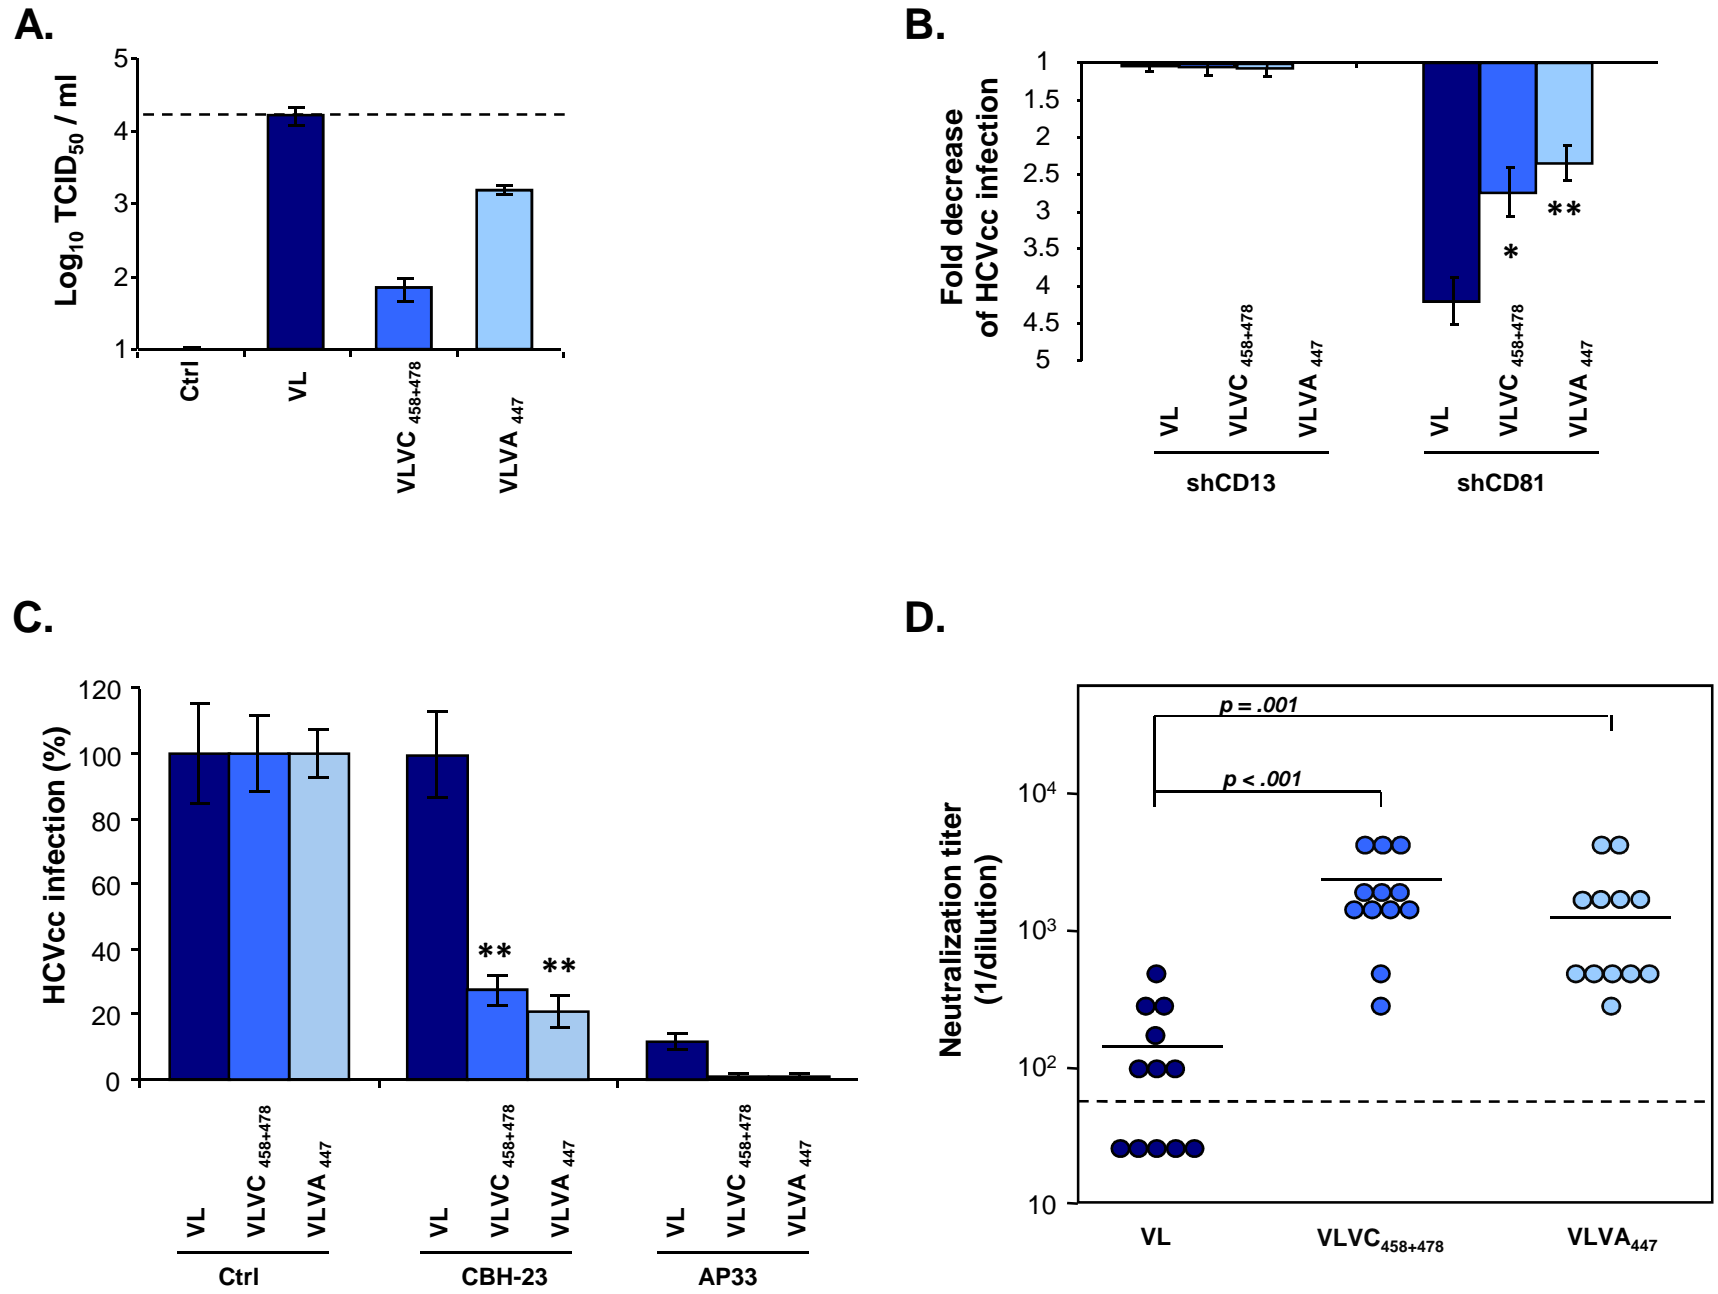 A.
Log10 TCID50 / ml
5
4
3
2
1
Ctrl
VL
VLVC 458+478
VLVA 447
B.
Fold decrease
of HCVcc infection
1
1.5
2
2.5
3
3.5
4
4.5
5
*
**
VL
VLVC 458+478
VLVA 447
VL
VLVC 458+478
VLVA 447
shCD13
shCD81
C.
HCVcc infection (%)
120
100
80
60
40
20
0
**
**
VL
VLVC 458+478
VLVA 447
VL
VLVC 458+478
VLVA 447
VL
VLVC 458+478
VLVA 447
Ctrl
CBH-23
AP33
D.
Neutralization titer
(1/dilution)
10^4
10^3
10^2
10
p = .001
p < .001
VL
VLVC458+478
VLVA447